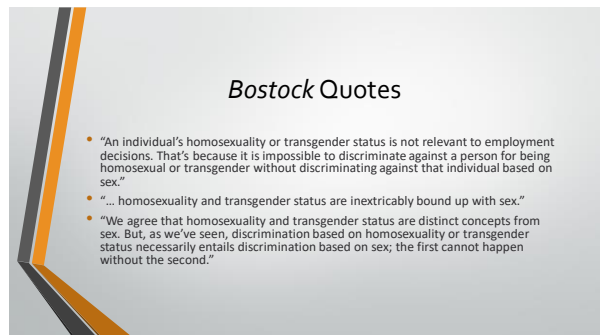 Bostock Quotes
• “An individual’s homosexuality or transgender status is not relevant to employment
decisions. That’s because it is impossible to discriminate against a person for being
homosexual or transgender without discriminating against that individual based on
sex.”
• “... homosexuality and transgender status are inextricably bound up with sex.”
• “We agree that homosexuality and transgender status are distinct concepts from
sex. But, as we’ve seen, discrimination based on homosexuality or transgender
status necessarily entails discrimination based on sex; the first cannot happen
without the second.”